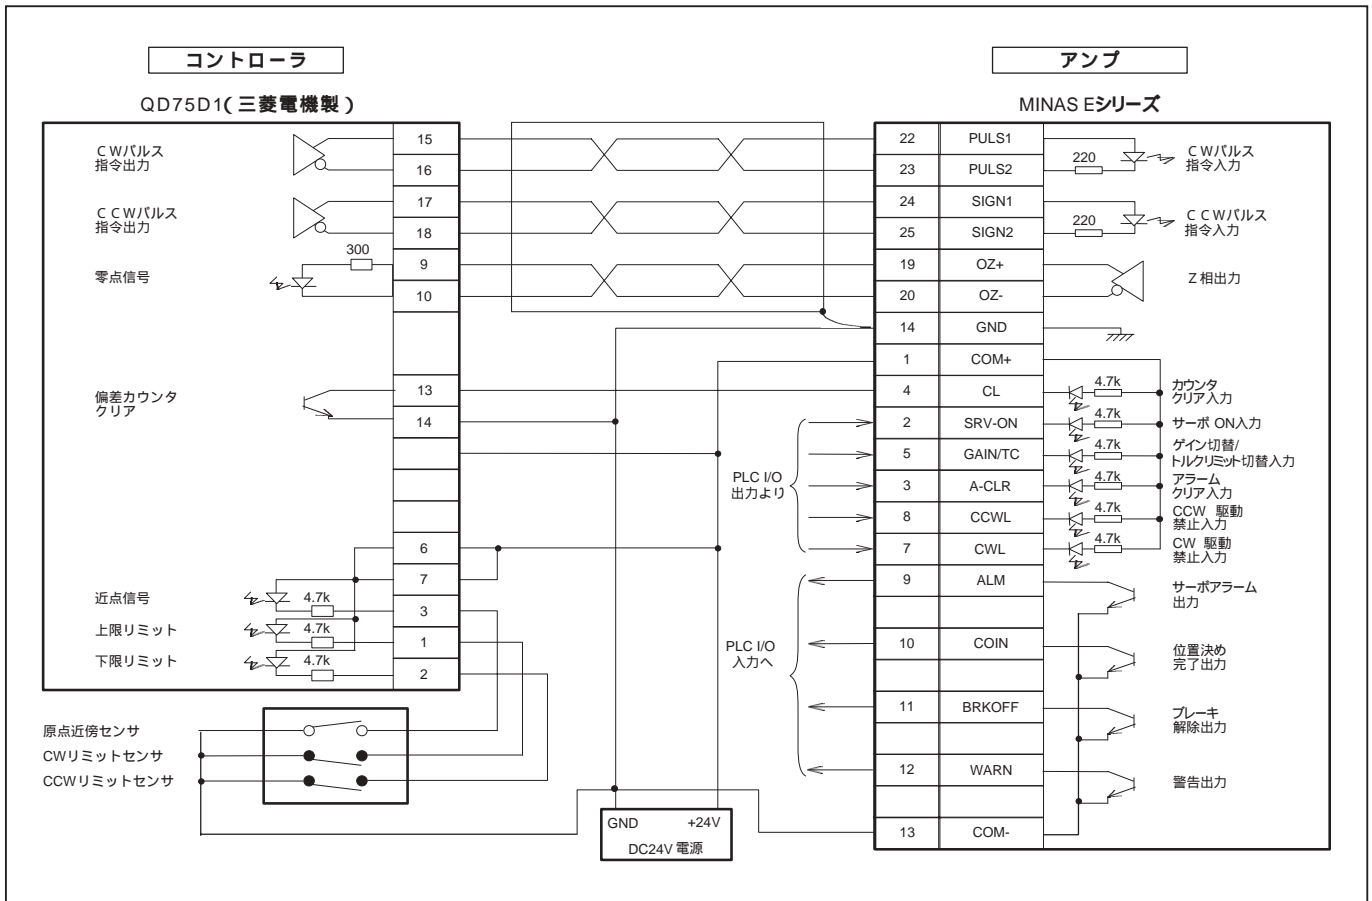 コントローラ
アンプ
QD75D1(三菱電機製)
MINAS Eシリーズ
CWパルス
指令出力
15
16
CCWパルス
指令出力
17
18
零点信号
300
9
10
偏差カウンタ
クリア
13
14
6
7
近点信号
4.7k
3
上限リミット
4.7k
1
下限リミット
4.7k
2
原点近傍センサ
CWリミットセンサ
CCWリミットセンサ
GND
+24V
DC24V 電源
PLC I/O
出力より
PLC I/O
入力へ
22
PULS1
23
PULS2
220
CWパルス
指令入力
24
SIGN1
25
SIGN2
220
CCWパルス
指令入力
19
OZ+
20
OZ-
Z相出力
14
GND
1
COM+
4
CL
4.7k
カウンタ
クリア入力
2
SRV-ON
4.7k
サーボ ON入力
5
GAIN/TC
4.7k
ゲイン切替/
トルクリミット切替入力
3
A-CLR
4.7k
アラーム
クリア入力
8
CCWL
4.7k
CCW 駆動
禁止入力
7
CWL
4.7k
CW 駆動
禁止入力
9
ALM
サーボアラーム
出力
10
COIN
位置決め
完了出力
11
BRKOFF
ブレーキ
解除出力
12
WARN
警告出力
13
COM-